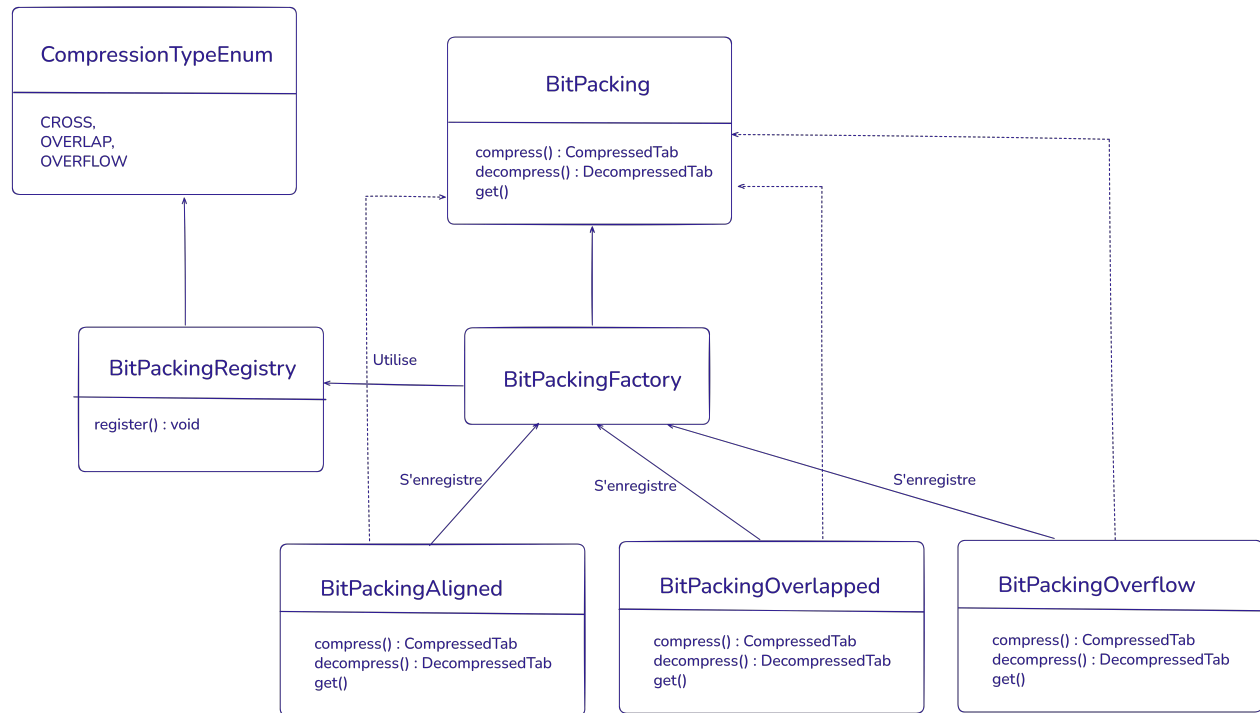 CompressionTypeEnum
CROSS,
OVERLAP,
OVERFLOW
BitPacking
compress() : CompressedTab
decompress() : DecompressedTab
get()
BitPackingRegistry
register() : void
Utilise
BitPackingFactory
S'enregistre
S'enregistre
S'enregistre
BitPackingAligned
compress() : CompressedTab
decompress() : DecompressedTab
get()
BitPackingOverlapped
compress() : CompressedTab
decompress() : DecompressedTab
get()
BitPackingOverflow
compress() : CompressedTab
decompress() : DecompressedTab
get()